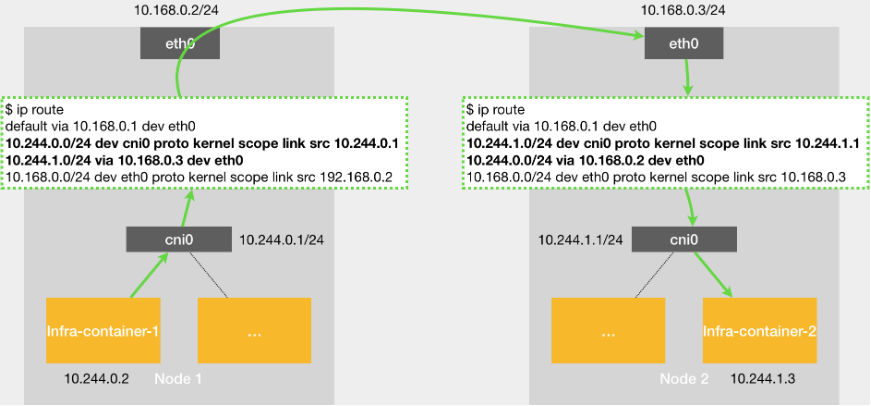 10.168.0.2/24
eth0
$ ip route
default via 10.168.0.1 dev eth0
10.244.0.0/24 dev cni0 proto kernel scope link src 10.244.0.1
10.244.1.0/24 via 10.168.0.3 dev eth0
10.168.0.0/24 dev eth0 proto kernel scope link src 192.168.0.2
cni0
10.244.0.1/24
Infra-container-1
...
10.244.0.2
Node 1
10.168.0.3/24
eth0
$ ip route
default via 10.168.0.1 dev eth0
10.244.1.0/24 dev cni0 proto kernel scope link src 10.244.1.1
10.244.0.0/24 via 10.168.0.2 dev eth0
10.168.0.0/24 dev eth0 proto kernel scope link src 10.168.0.3
10.244.1.1/24
cni0
...
Infra-container-2
Node 2
10.244.1.3